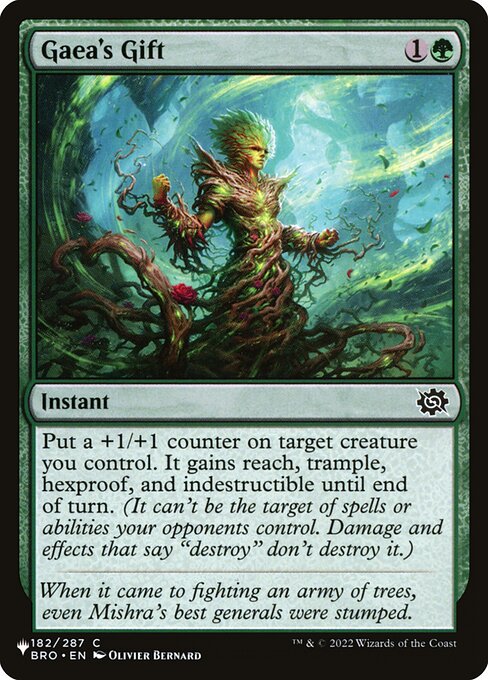 Gaea's Gift 1
Instant
Put a +1/+1 counter on target creature
you control. It gains reach, trample,
hexproof, and indestructible until end
of turn. (It can't be the target of spells or
abilities your opponents control. Damage and
effects that say “destroy” don't destroy it.)
When it came to fighting an army of trees,
even Mishra's best generals were stumped.
182/287 C
BRO • EN Olivier Bernard
™ & © 2022 Wizards of the Coast